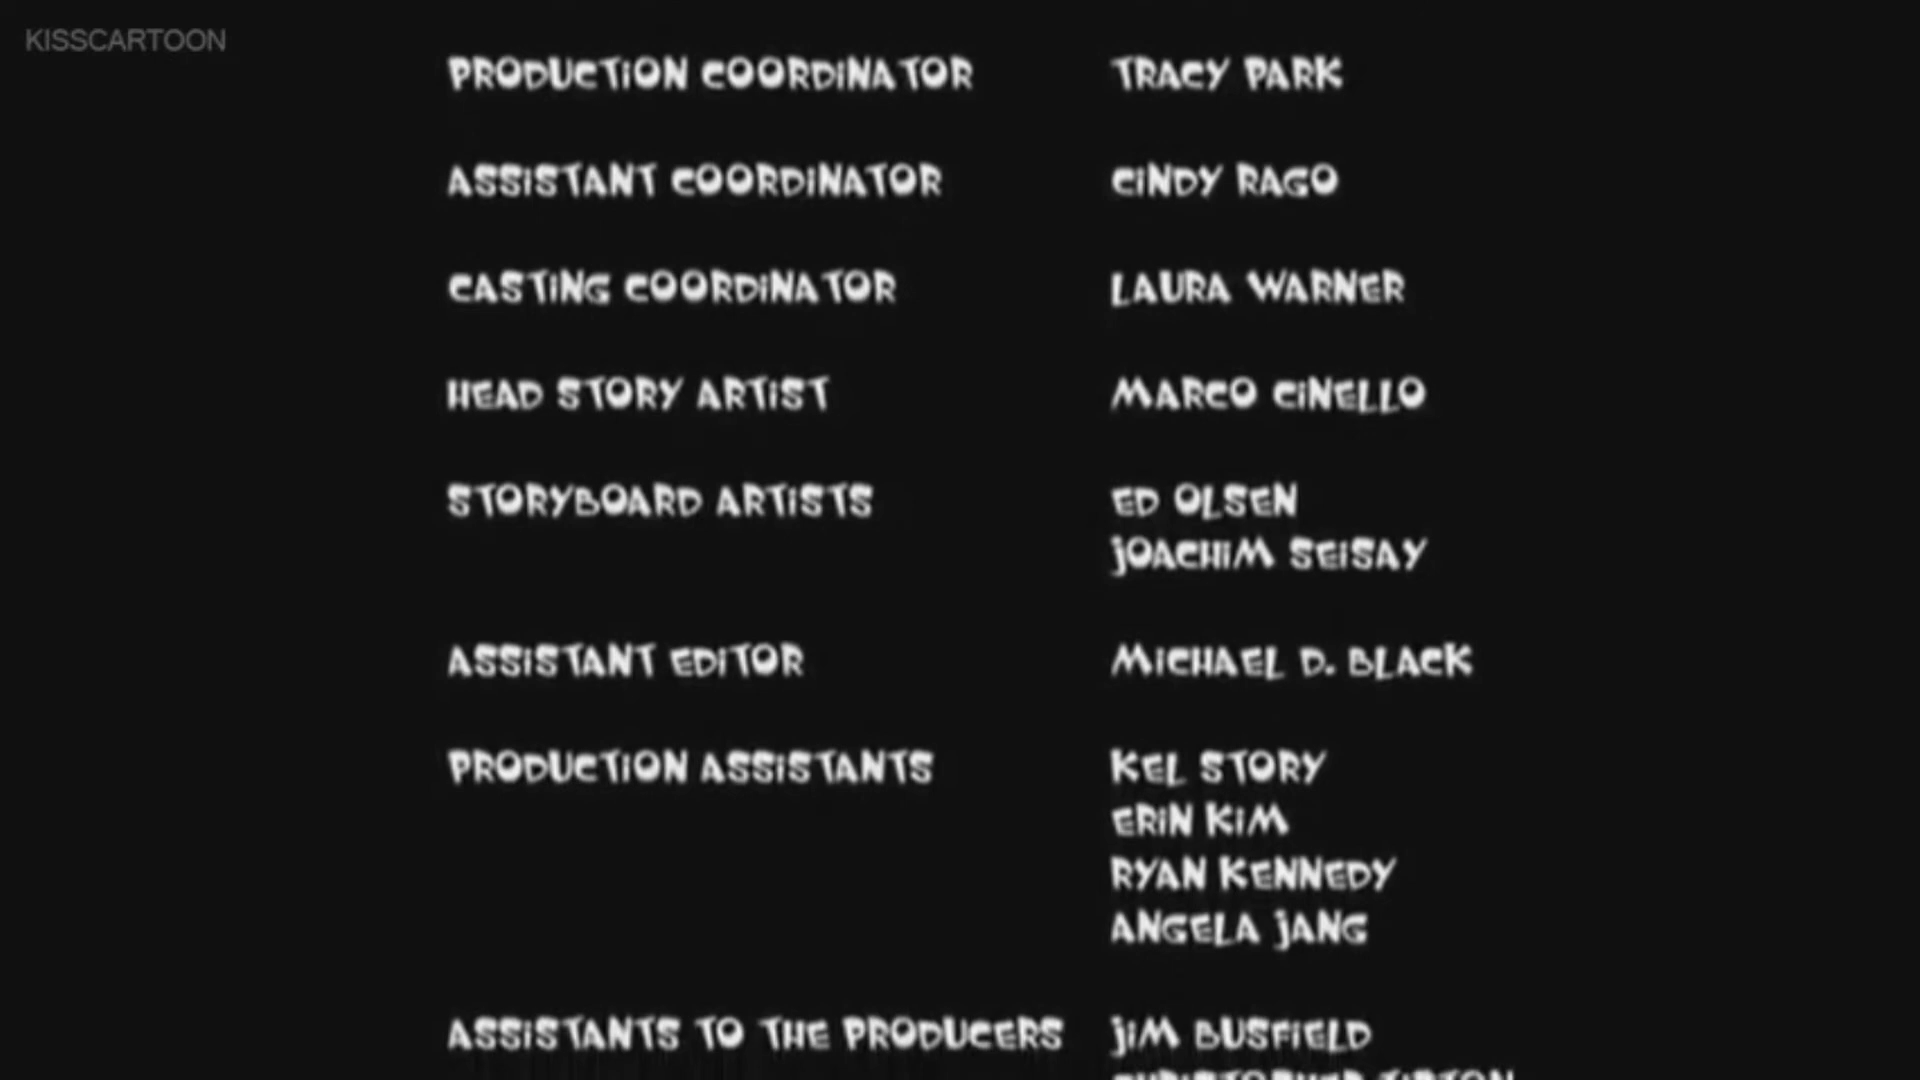 KISSCARTOON
PRODUCTION COORDINATOR TRACY PARK
ASSISTANT COORDINATOR CINDY RAGO
CASTING COORDINATOR LAURA WARNER
HEAD STORY ARTIST MARCO CINELLO
STORYBOARD ARTISTS ED OLSEN
JOACHIM SEISAY
ASSISTANT EDITOR MICHAEL D. BLACK
PRODUCTION ASSISTANTS KEL STORY
ERIN KIM
RYAN KENNEDY
ANGELA JANG
ASSISTANTS TO THE PRODUCERS JIM BUSFIELD